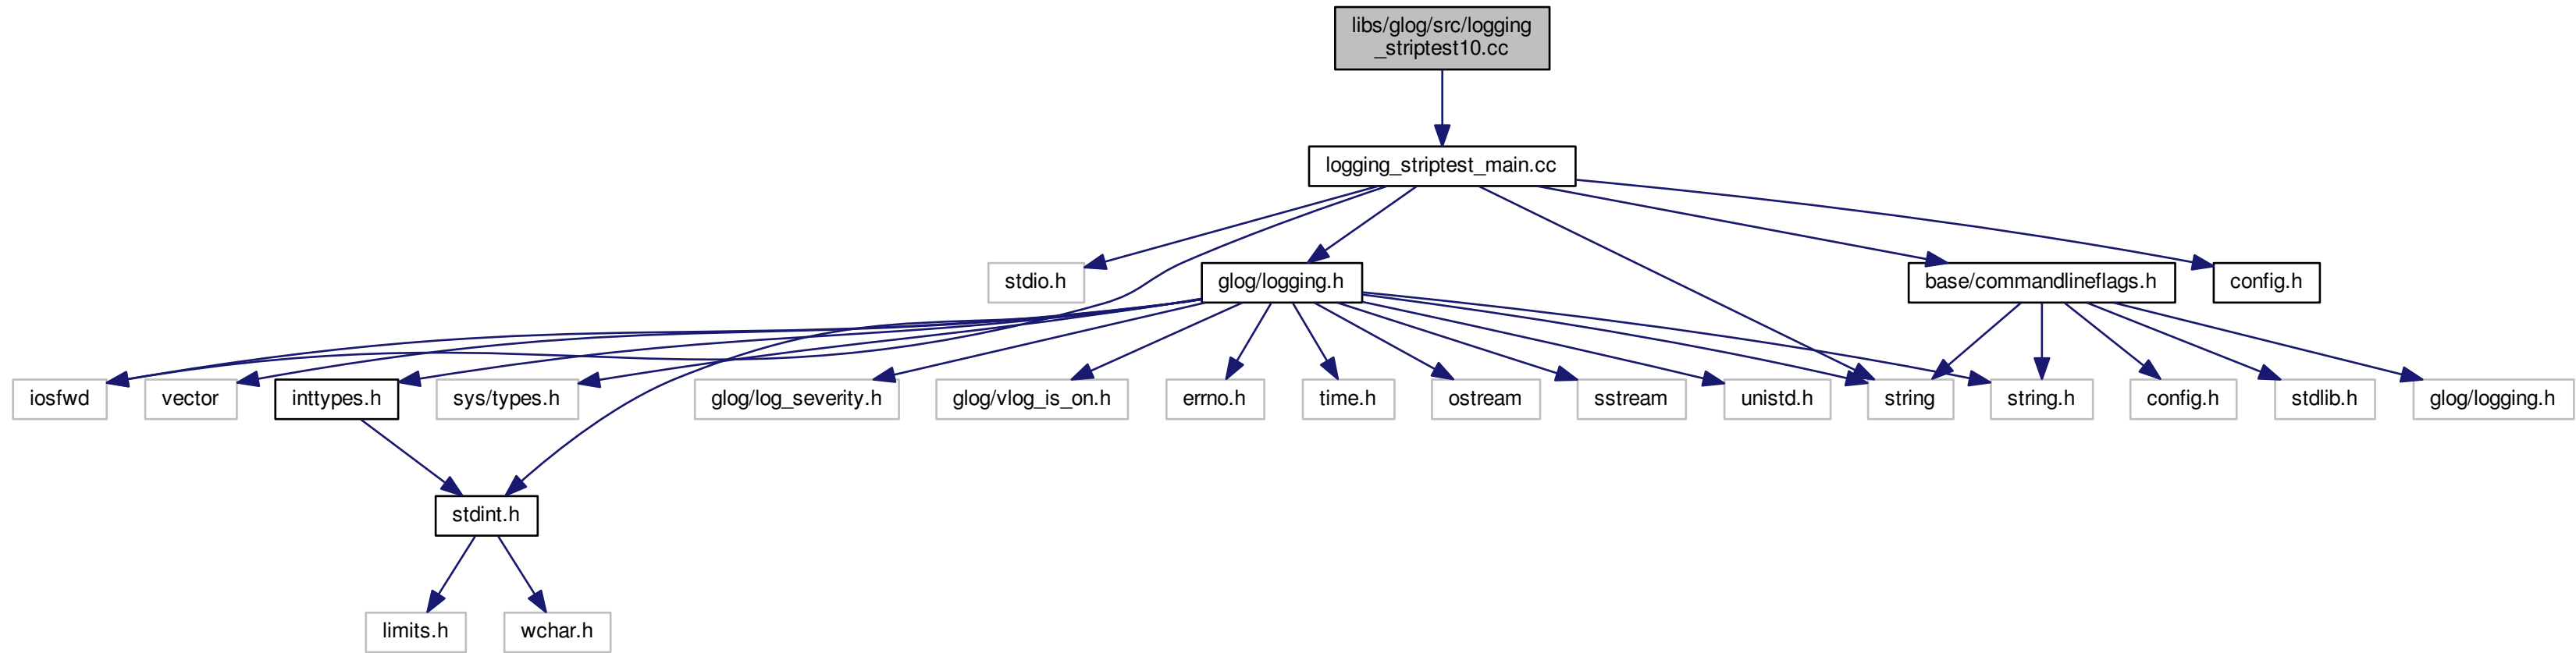 libs/glog/src/logging
_striptest10.cc
logging_striptest_main.cc
stdio.h
glog/logging.h
base/commandlineflags.h
config.h
iosfwd
vector
inttypes.h
sys/types.h
glog/log_severity.h
glog/vlog_is_on.h
errno.h
time.h
ostream
sstream
unistd.h
string
string.h
config.h
stdlib.h
glog/logging.h
stdint.h
limits.h
wchar.h